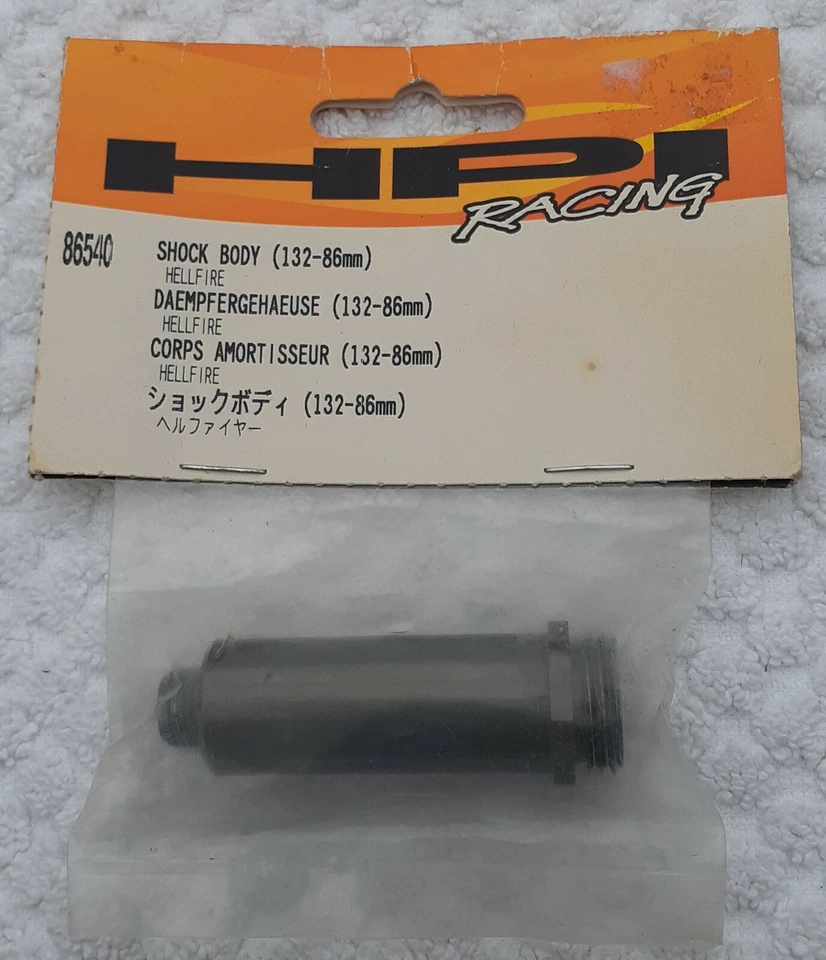 HPI
RACING
86540
SHOCK BODY (132-86mm)
HELLFIRE
DAEMPFERGEHAEUSE (132-86mm)
HELLFIRE
CORPS AMORTISSEUR (132-86mm)
HELLFIRE
ショックボディ (132-86mm)
ヘルファイヤー